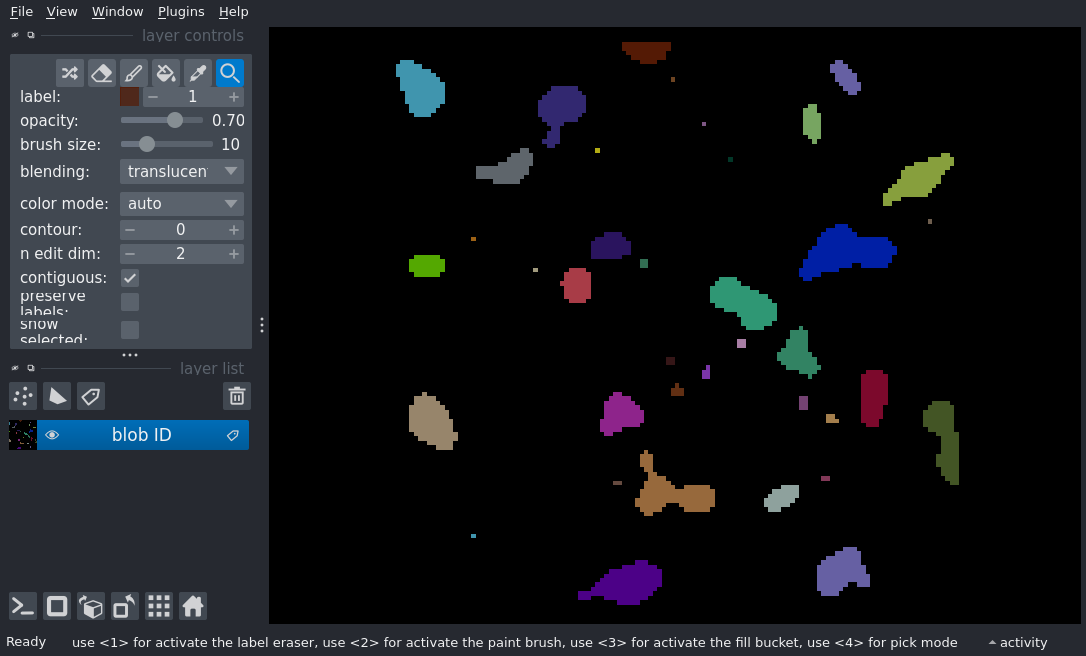 File View Window Plugins Help
layer controls
label: 1
opacity: 0.70
brush size: 10
blending: translucen
color mode: auto
contour: 0
n edit dim: 2
contiguous:
preserve
labels:
show
selected:
layer list
blob ID
Ready use <1> for activate the label eraser, use <2> for activate the paint brush, use <3> for activate the fill bucket, use <4> for pick mode activity